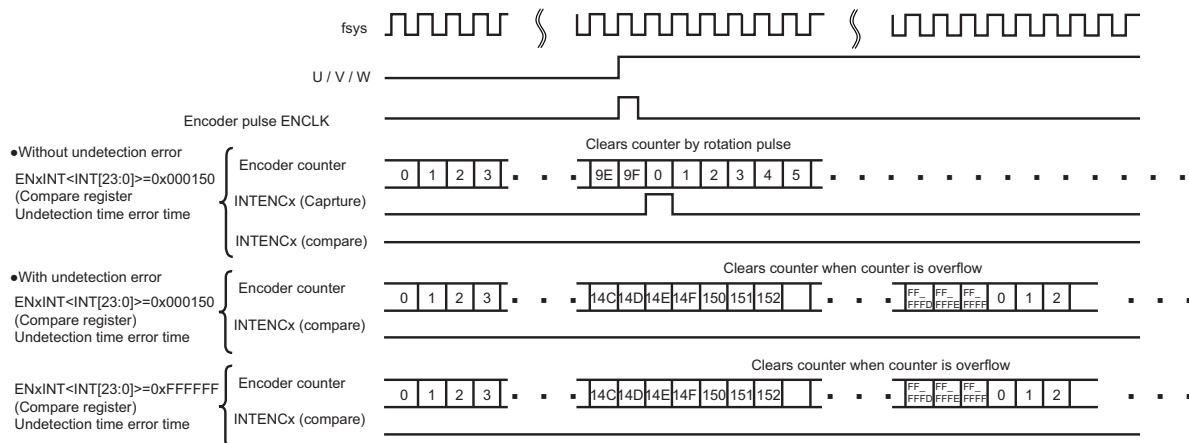 fsys
U / V / W
Encoder pulse ENCLK
Clears counter by rotation pulse
●Without undetection error
ENxINT<INT[23:0]>=0x000150
(Compare register
Undetection time error time
Encoder counter
0 1 2 3 9E 9F 0 1 2 3 4 5
INTENCx (Caprture)
INTENCx (compare)
●With undetection error
ENxINT<INT[23:0]>=0x000150
(Compare register)
Undetection time error time
Clears counter when counter is overflow
Encoder counter
0 1 2 3 14C 14D 14E 14F 150 151 152 FF_FFFD FF_FFFE FF_FFFF 0 1 2
INTENCx (compare)
ENxINT<INT[23:0]>=0xFFFFFF
(Compare register)
Undetection time error time
Clears counter when counter is overflow
Encoder counter
0 1 2 3 14C 14D 14E 14F 150 151 152 FF_FFFD FF_FFFE FF_FFFF 0 1 2
INTENCx (compare)